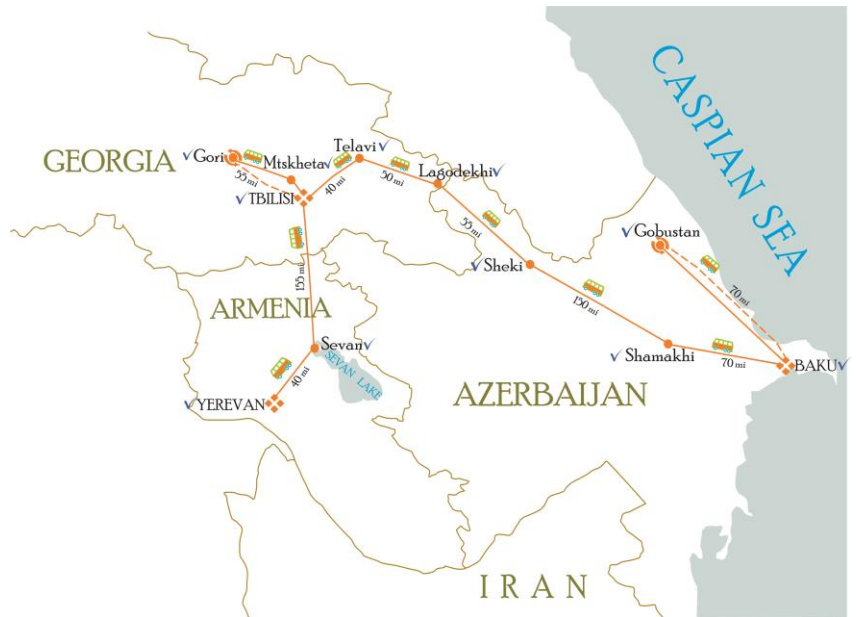 CASPIAN SEA
GEORGIA
Gori
Mtskheta
Telavi
Lagodekhi
55 mi
TBILISI
40 mi
50 mi
155 mi
55 mi
Sheki
Gobustan
70 mi
150 mi
ARMENIA
Sevan
SEVAN LAKE
40 mi
YEREVAN
Shamakhi
70 mi
BAKU
AZERBAIJAN
IRAN